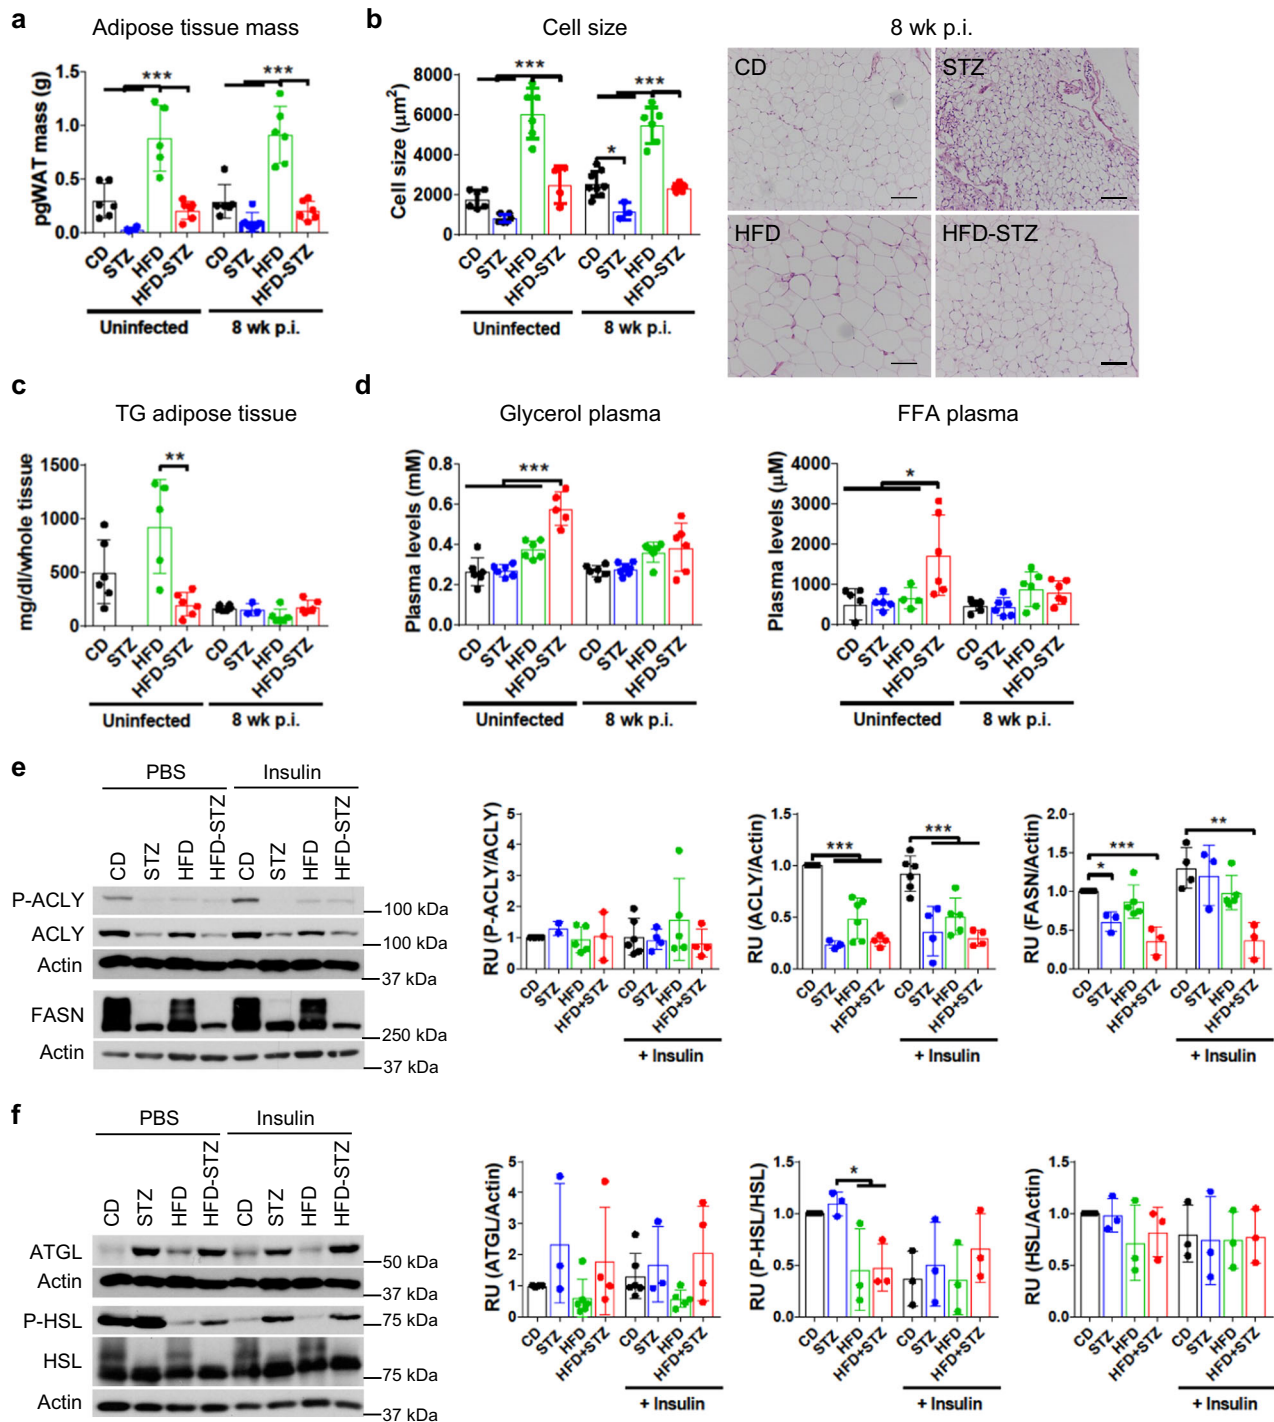 a
Adipose tissue mass
pgWAT mass (g)
1.5
1.0
0.5
0.0
***
***
CD
STZ
HFD
HFD-STZ
CD
STZ
HFD
HFD-STZ
Uninfected
8 wk p.i.
b
Cell size
Cell size (µm²)
8000
6000
4000
2000
0
***
***
*
CD
STZ
HFD
HFD-STZ
CD
STZ
HFD
HFD-STZ
Uninfected
8 wk p.i.
8 wk p.i.
CD
STZ
HFD
HFD-STZ
c
TG adipose tissue
mg/dl/whole tissue
1500
1000
500
0
**
CD
STZ
HFD
HFD-STZ
CD
STZ
HFD
HFD-STZ
Uninfected
8 wk p.i.
d
Glycerol plasma
Plasma levels (mM)
0.8
0.6
0.4
0.2
0.0
***
CD
STZ
HFD
HFD-STZ
CD
STZ
HFD
HFD-STZ
Uninfected
8 wk p.i.
FFA plasma
Plasma levels (µM)
4000
3000
2000
1000
0
*
CD
STZ
HFD
HFD-STZ
CD
STZ
HFD
HFD-STZ
Uninfected
8 wk p.i.
e
PBS
Insulin
CD
STZ
HFD
HFD-STZ
CD
STZ
HFD
HFD-STZ
P-ACLY
100 kDa
ACLY
100 kDa
Actin
37 kDa
FASN
250 kDa
Actin
37 kDa
RU (P-ACLY/ACLY)
5
4
3
2
1
0
CD
STZ
HFD
HFD+STZ
CD
STZ
HFD
HFD+STZ
+ Insulin
RU (ACLY/Actin)
1.5
1.0
0.5
0
***
***
CD
STZ
HFD
HFD+STZ
CD
STZ
HFD
HFD+STZ
+ Insulin
RU (FASN/Actin)
2.0
1.5
1.0
0.5
0.0
*
***
**
CD
STZ
HFD
HFD+STZ
CD
STZ
HFD
HFD+STZ
+ Insulin
f
PBS
Insulin
CD
STZ
HFD
HFD-STZ
CD
STZ
HFD
HFD-STZ
ATGL
50 kDa
Actin
37 kDa
P-HSL
75 kDa
HSL
75 kDa
Actin
37 kDa
RU (ATGL/Actin)
5
4
3
2
1
0
CD
STZ
HFD
HFD+STZ
CD
STZ
HFD
HFD+STZ
+ Insulin
RU (P-HSL/HSL)
1.5
1.0
0.5
0.0
*
CD
STZ
HFD
HFD+STZ
CD
STZ
HFD
HFD+STZ
+ Insulin
RU (HSL/Actin)
1.5
1.0
0.5
0.0
CD
STZ
HFD
HFD+STZ
CD
STZ
HFD
HFD+STZ
+ Insulin